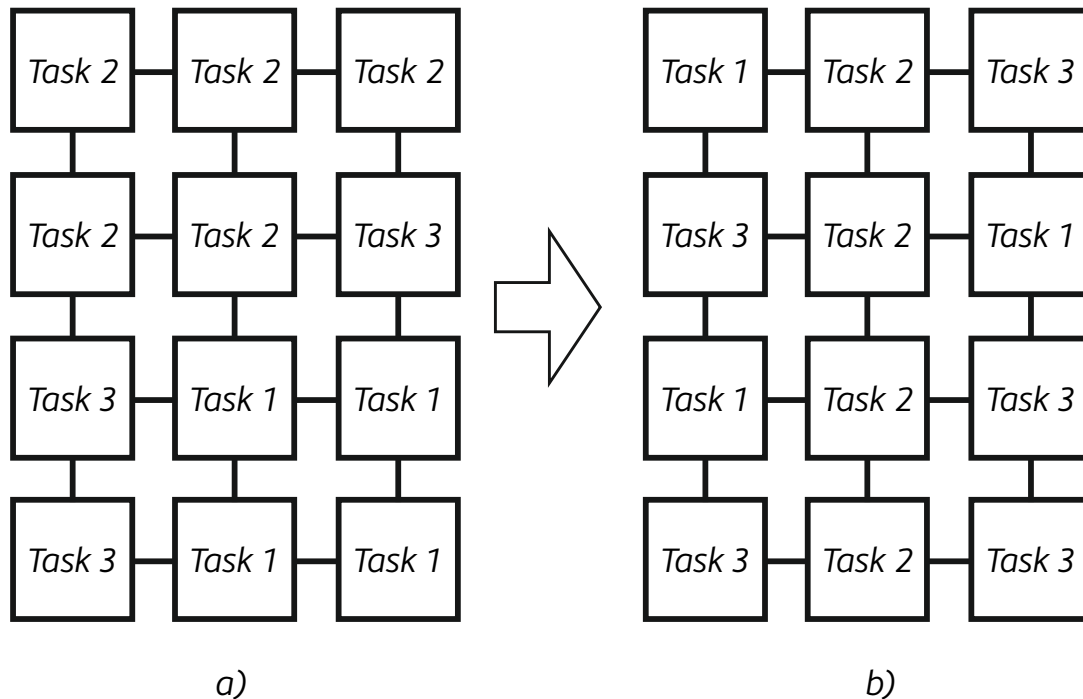 Task 2 Task 2 Task 2 Task 1 Task 2 Task 3
Task 2 Task 2 Task 3 Task 3 Task 2 Task 1
Task 3 Task 1 Task 1 Task 1 Task 2 Task 3
Task 3 Task 1 Task 1 Task 3 Task 2 Task 3
a) b)